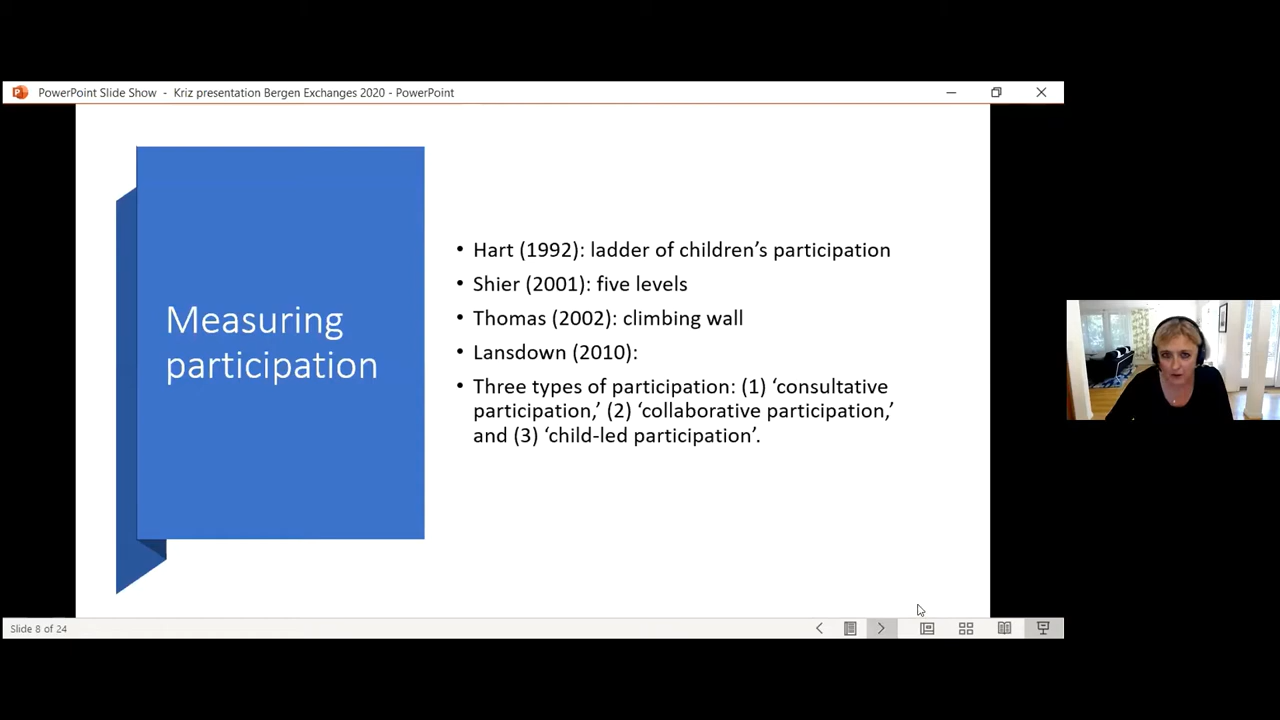 PowerPoint Slide Show - Kriz presentation Bergen Exchanges 2020 - PowerPoint
Measuring
participation
• Hart (1992): ladder of children’s participation
• Shier (2001): five levels
• Thomas (2002): climbing wall
• Lansdown (2010):
• Three types of participation: (1) ‘consultative
participation,’ (2) ‘collaborative participation,’
and (3) ‘child-led participation’.
Slide 8 of 24